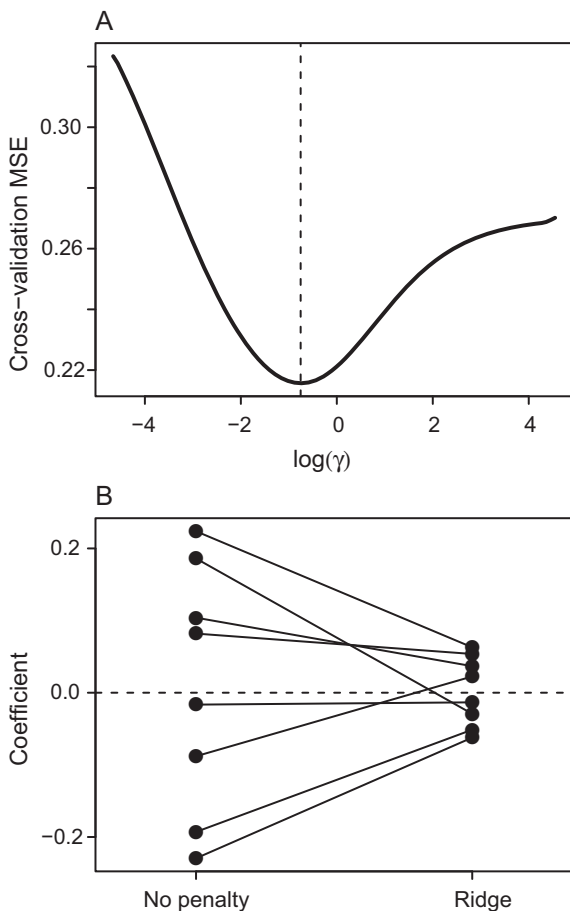 A
Cross−validation MSE
0.30
0.26
0.22
−4 −2 0 2 4
log(γ)
B
Coefficient
0.2
0.0
−0.2
No penalty Ridge